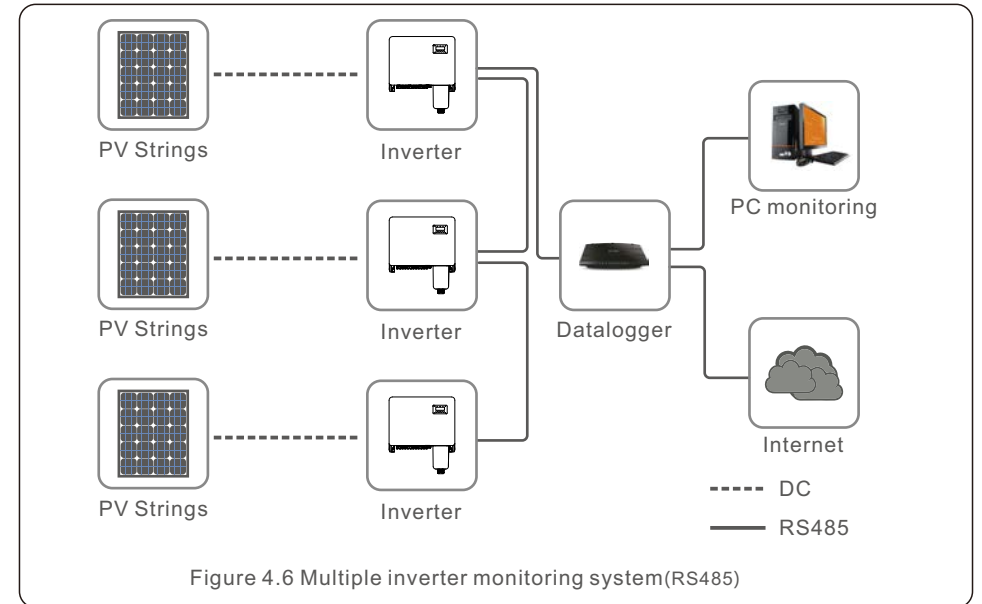 PV Strings
Inverter
PC monitoring
PV Strings
Inverter
Datalogger
Internet
PV Strings
Inverter
DC
RS485
Figure 4.6 Multiple inverter monitoring system(RS485)